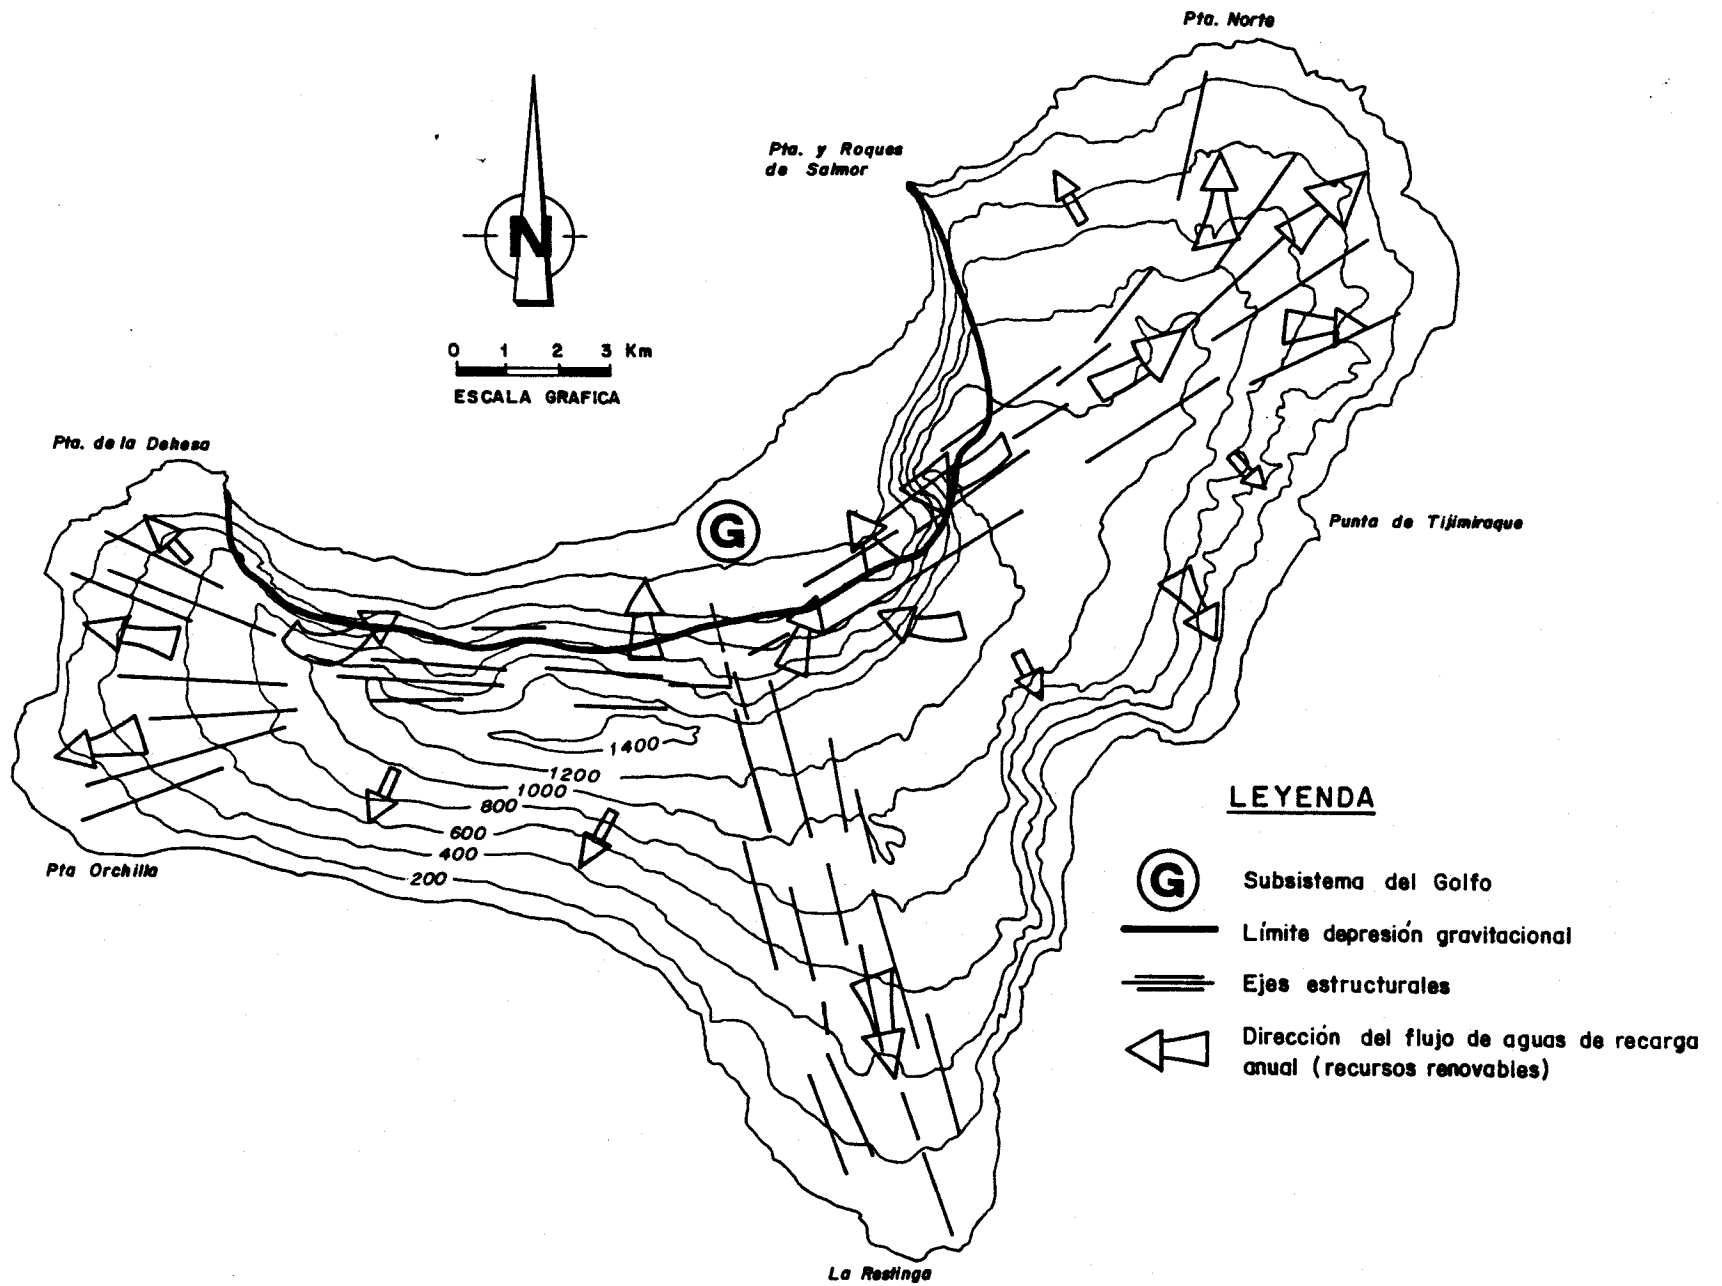 Pta. Norte
Pta. y Roques
de Salmor
N
0 1 2 3 Km
ESCALA GRAFICA
Pta. de la Dehesa
G
Punta de Tijimiraque
1400
1200
1000
800
600
400
200
Pta Orchilla
La Restinga
LEYENDA
G Subsistema del Golfo
Límite depresión gravitacional
Ejes estructurales
Dirección del flujo de aguas de recarga
anual (recursos renovables)